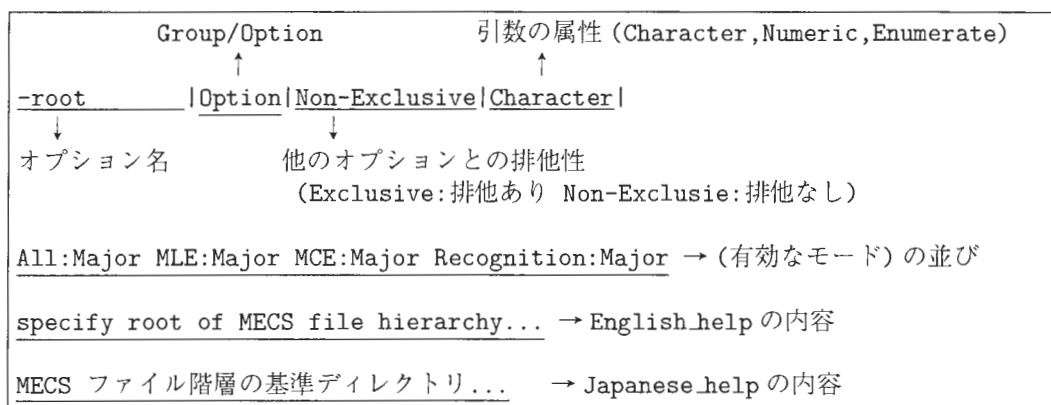 Group/Option 引数の属性(Character,Numeric,Enumerate)
↑ ↑
-root |Option|Non-Exclusive|Character|
↓ ↓
オプション名 他のオプションとの排他性
(Exclusive:排他あり Non-Exclusie:排他なし)
All:Major MLE:Major MCE:Major Recognition:Major → (有効なモード)の並び
specify root of MECS file hierarchy... → English_help の内容
MECS ファイル階層の基準ディレクトリ... → Japanese_help の内容